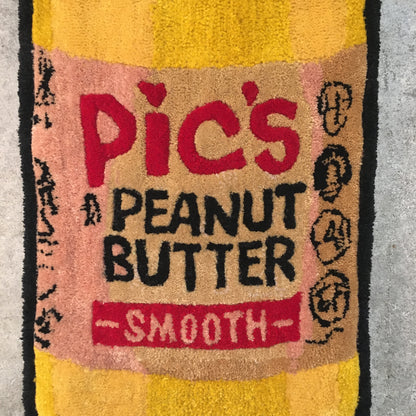 Pic's
PEANUT
BUTTER
-SMOOTH-